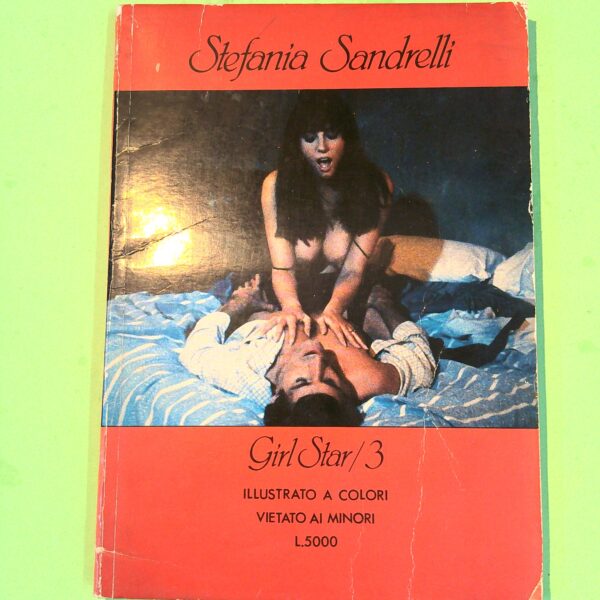 Stefania Sandrelli
Girl Star/3
ILLUSTRATO A COLORI
VIETATO AI MINORI
L.5000